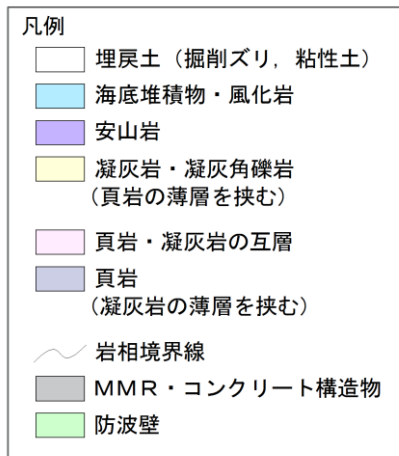 凡例
埋戻土（掘削ズリ，粘性土）
海底堆積物・風化岩
安山岩
凝灰岩・凝灰角礫岩
（頁岩の薄層を挟む）
頁岩・凝灰岩の互層
頁岩
（凝灰岩の薄層を挟む）
岩相境界線
ＭＭＲ・コンクリート構造物
防波壁